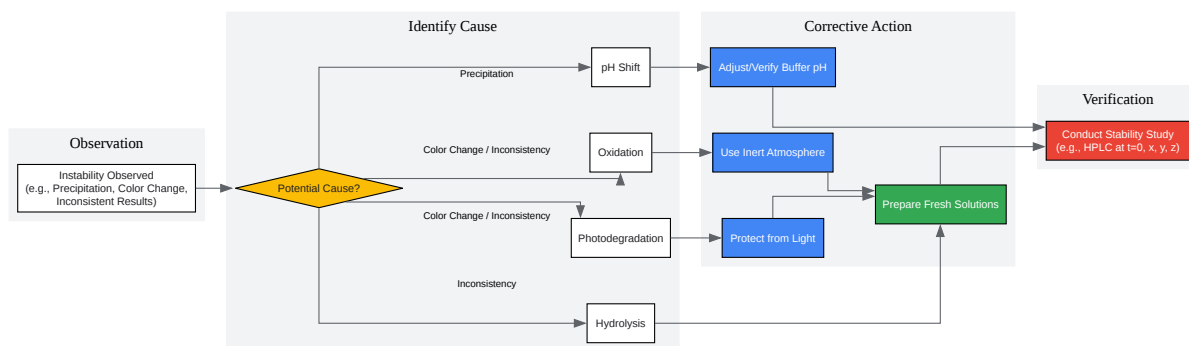 Identify Cause
Corrective Action
Precipitation
pH Shift
Adjust/Verify Buffer pH
Verification
Conduct Stability Study
(e.g., HPLC at t=0, x, y, z)
Observation
Instability Observed
(e.g., Precipitation, Color Change,
Inconsistent Results)
Potential Cause?
Color Change / Inconsistency
Oxidation
Use Inert Atmosphere
Prepare Fresh Solutions
Color Change / Inconsistency
Photodegradation
Protect from Light
Inconsistency
Hydrolysis